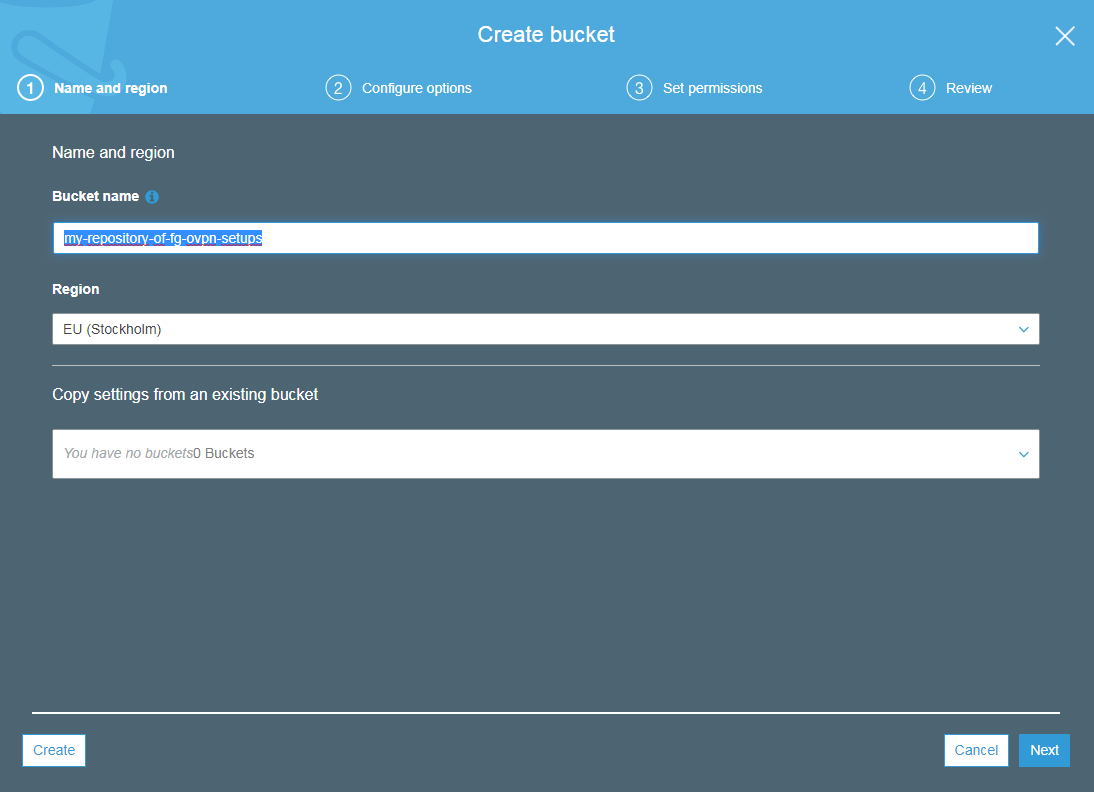 Create bucket
1 Name and region
2 Configure options
3 Set permissions
4 Review
Name and region
Bucket name
my-repository-of-fg-ovpn-setups
Region
EU (Stockholm)
Copy settings from an existing bucket
You have no buckets0 Buckets
Create
Cancel
Next